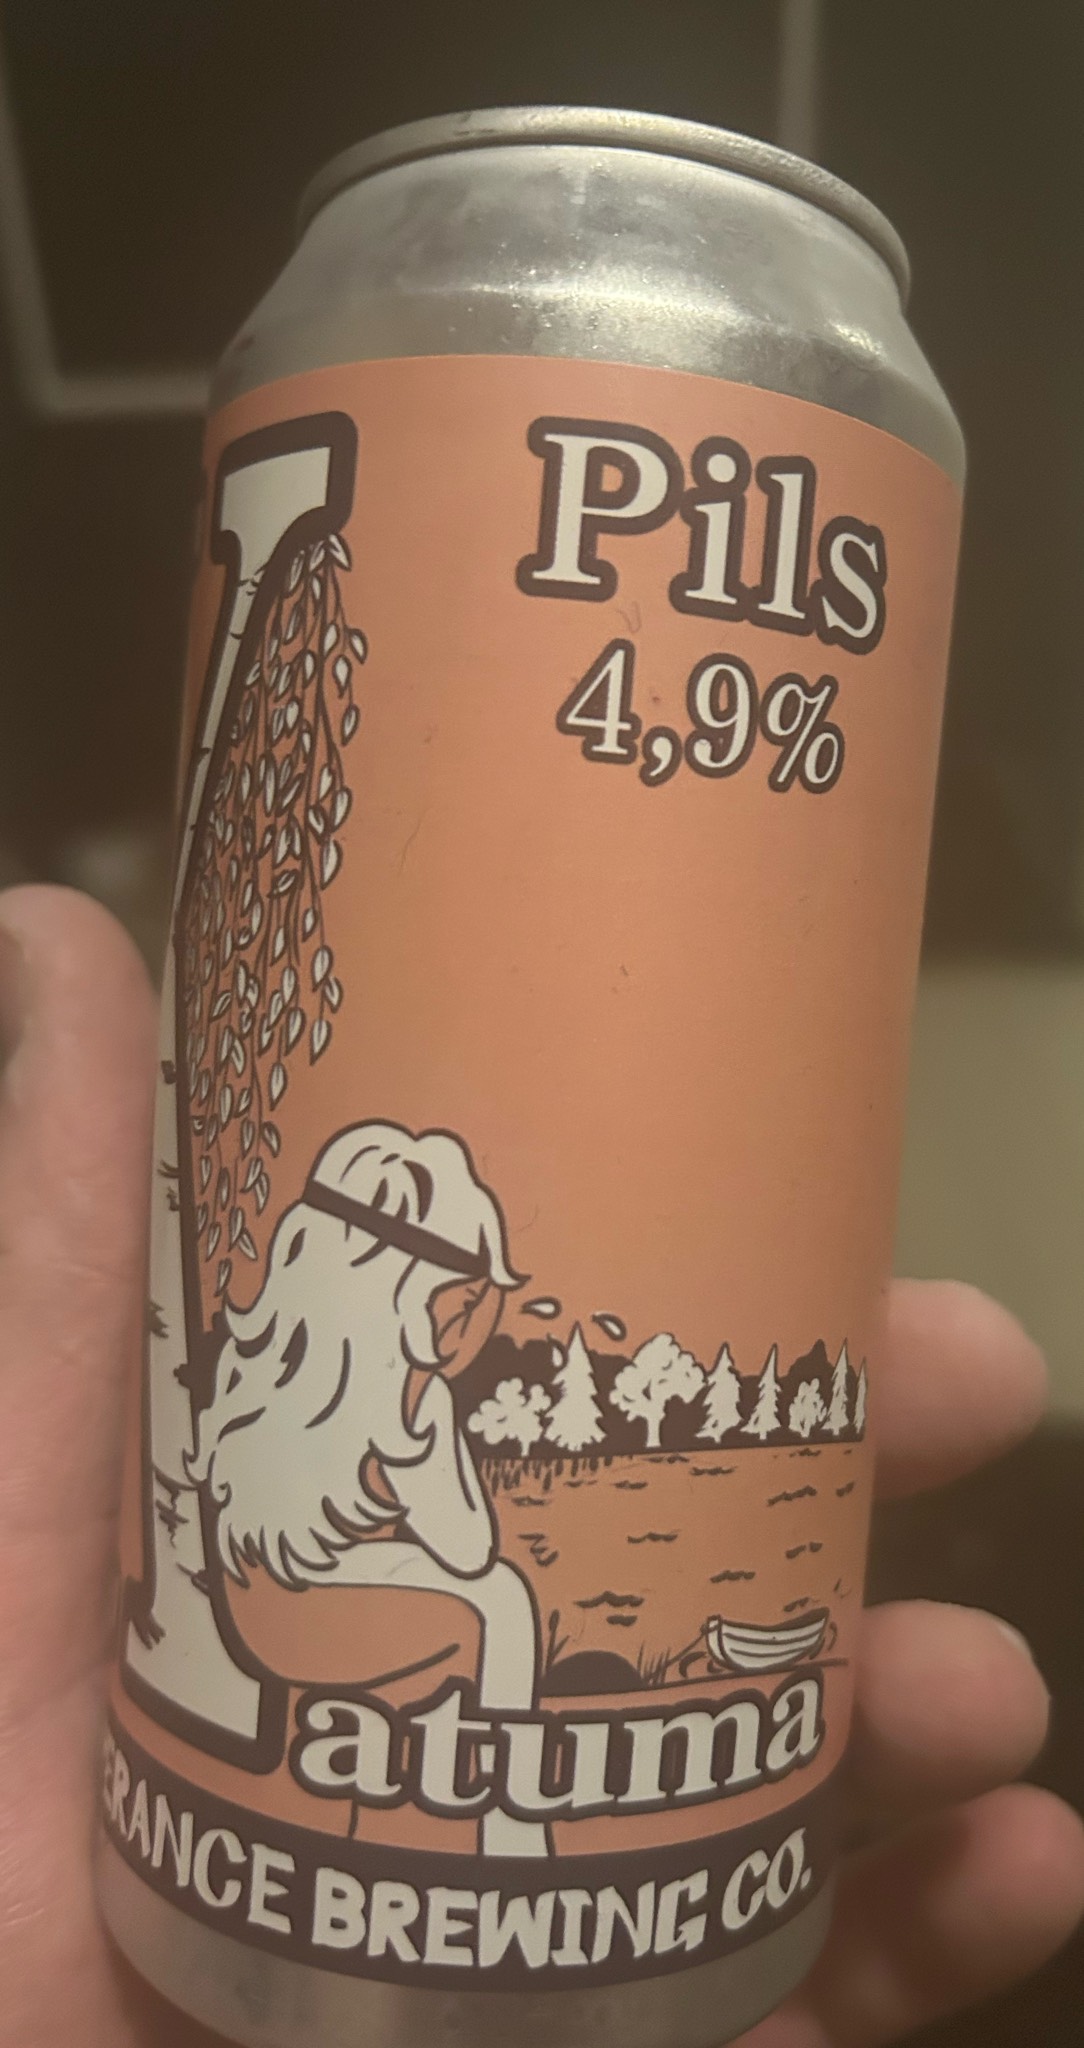 Pils
4,9%
atuma
ERANCE BREWING CO.